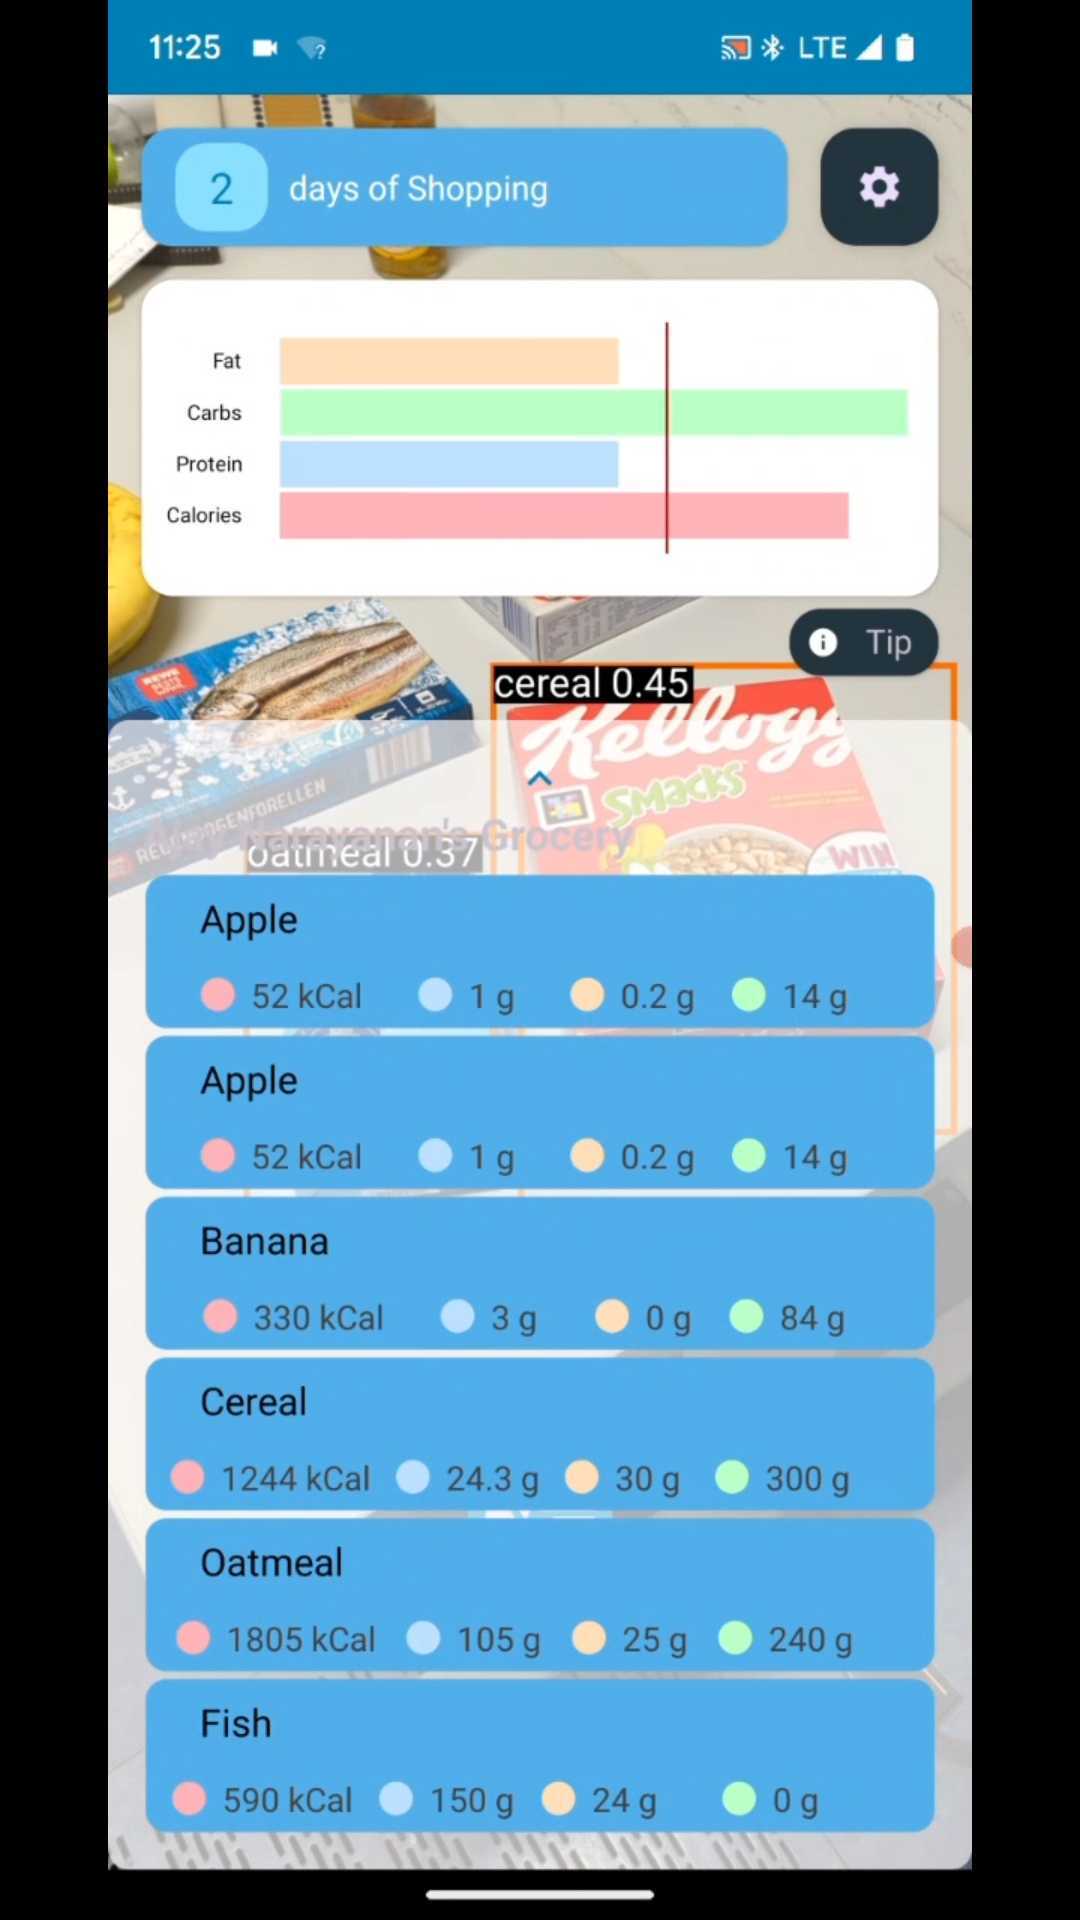 11:25
?
LTE
2 days of Shopping
Fat
Carbs
Protein
Calories
Tip
REWE
cereal 0.45
Kellogg
SMACKS
REGENBOGENFORELLEN
Narayanan's Grocery
oatmeal 0.37
WIN
Apple
52 kCal 1 g 0.2 g 14 g
Apple
52 kCal 1 g 0.2 g 14 g
Banana
330 kCal 3 g 0 g 84 g
Cereal
1244 kCal 24.3 g 30 g 300 g
Oatmeal
1805 kCal 105 g 25 g 240 g
Fish
590 kCal 150 g 24 g 0 g